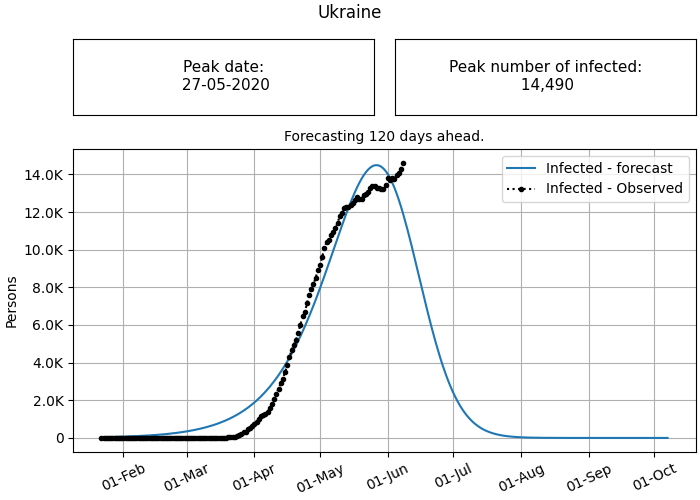 Ukraine
Peak date:
27-05-2020
Peak number of infected:
14,490
Forecasting 120 days ahead.
Infected - forecast
Infected - Observed
14.0K
12.0K
10.0K
8.0K
6.0K
4.0K
2.0K
0
Persons
01-Feb
01-Mar
01-Apr
01-May
01-Jun
01-Jul
01-Aug
01-Sep
01-Oct